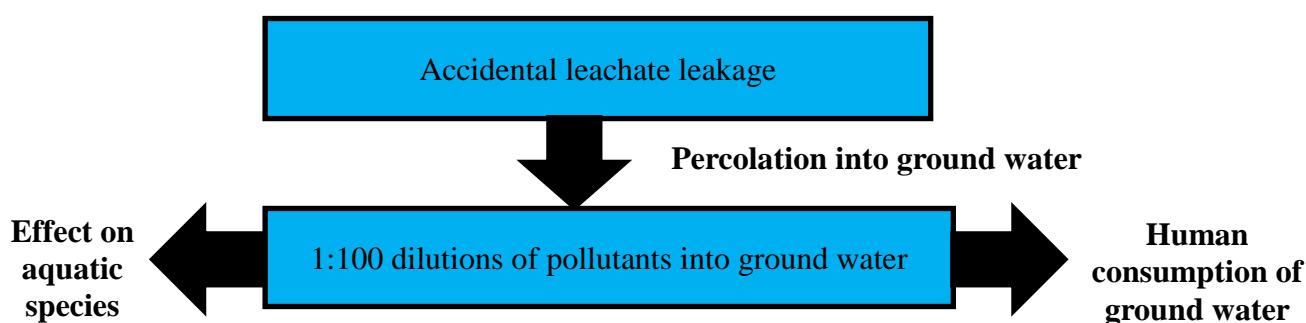 Accidental leachate leakage
Percolation into ground water
Effect on
aquatic
species
1:100 dilutions of pollutants into ground water
Human
consumption of
ground water